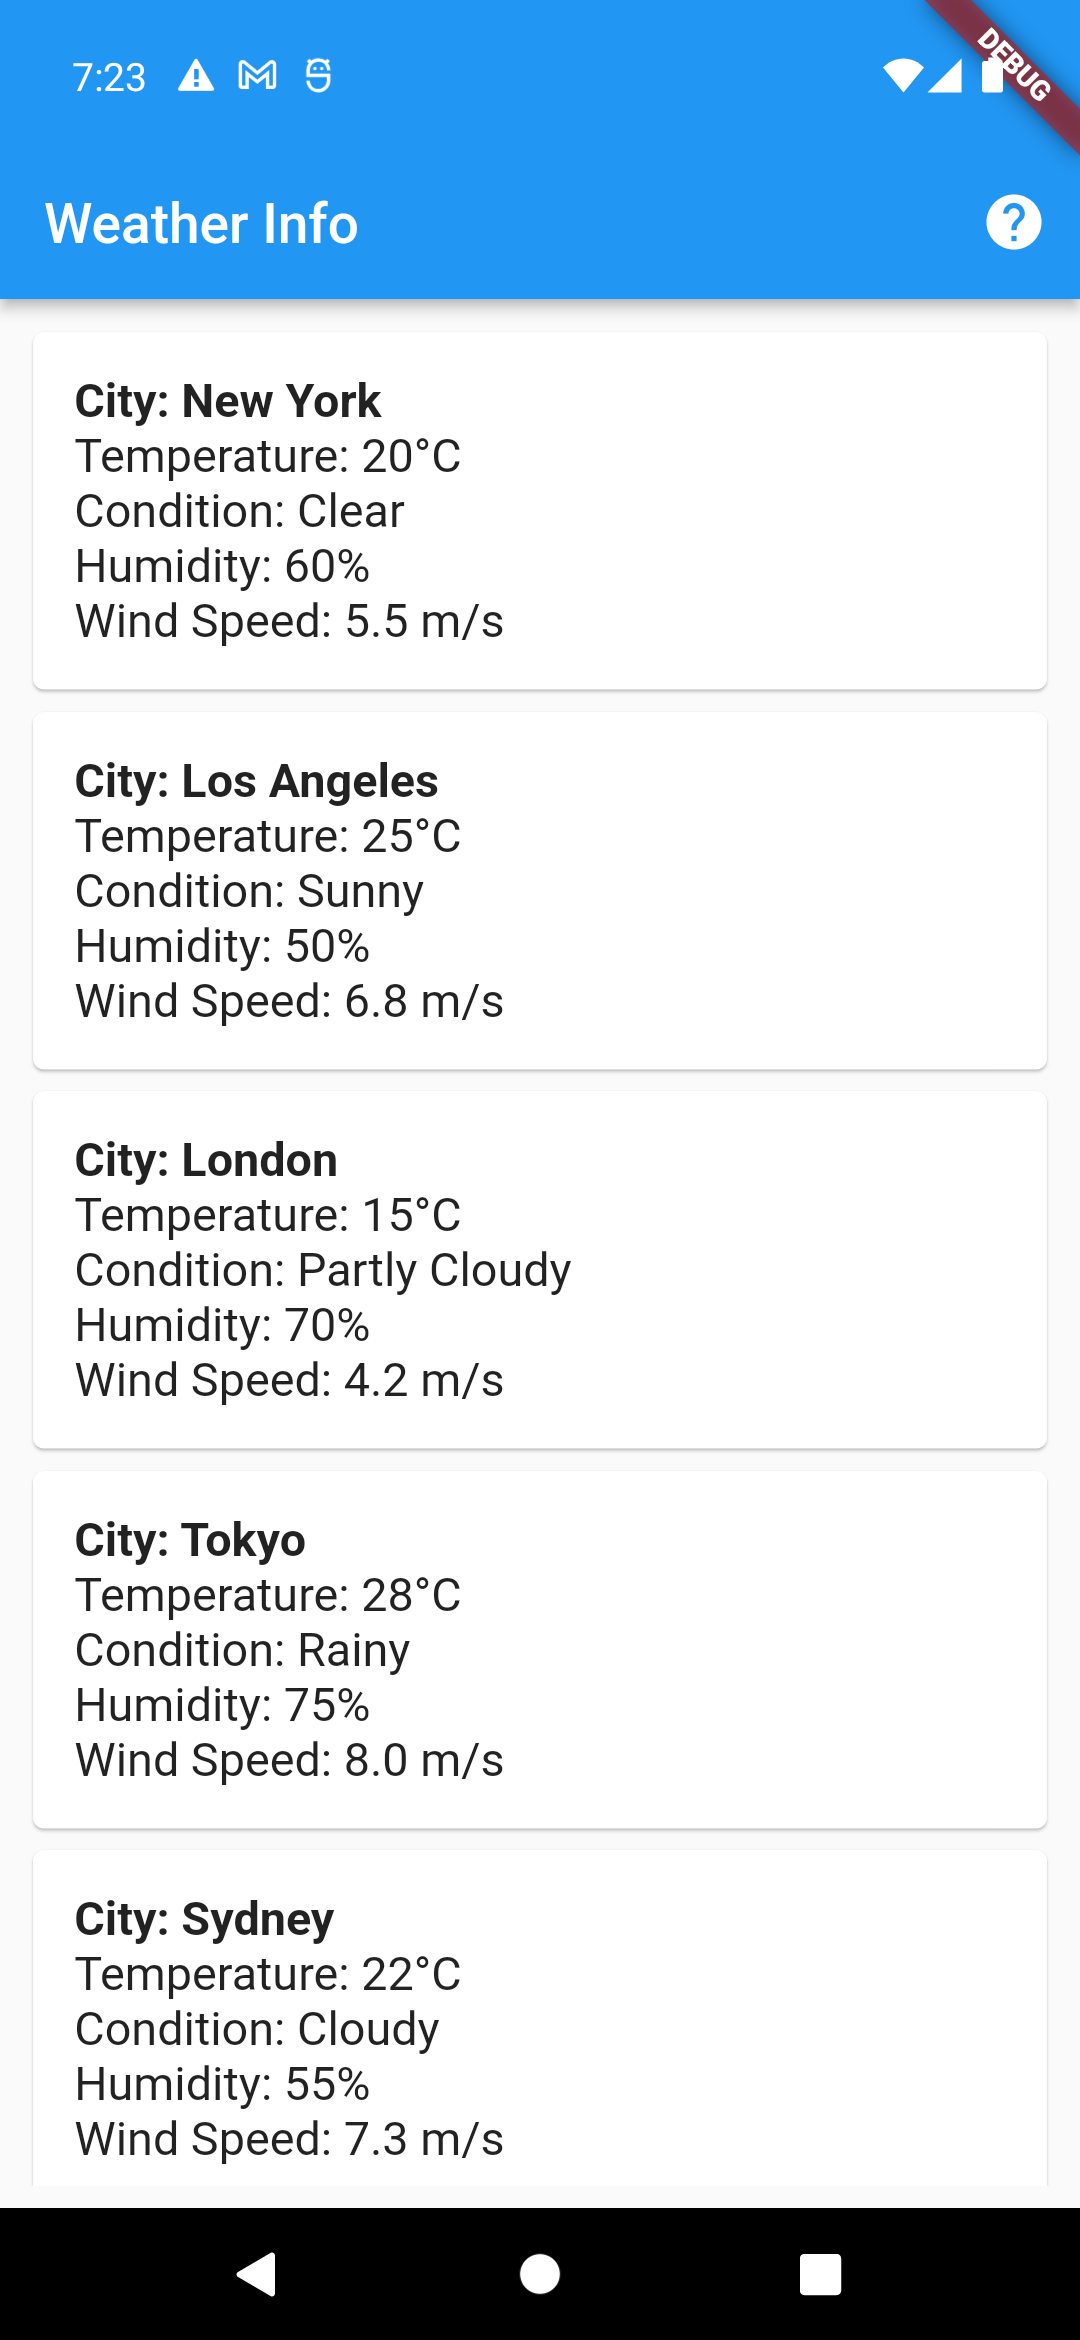 7:23
DEBUG
Weather Info
City: New York
Temperature: 20°C
Condition: Clear
Humidity: 60%
Wind Speed: 5.5 m/s
City: Los Angeles
Temperature: 25°C
Condition: Sunny
Humidity: 50%
Wind Speed: 6.8 m/s
City: London
Temperature: 15°C
Condition: Partly Cloudy
Humidity: 70%
Wind Speed: 4.2 m/s
City: Tokyo
Temperature: 28°C
Condition: Rainy
Humidity: 75%
Wind Speed: 8.0 m/s
City: Sydney
Temperature: 22°C
Condition: Cloudy
Humidity: 55%
Wind Speed: 7.3 m/s